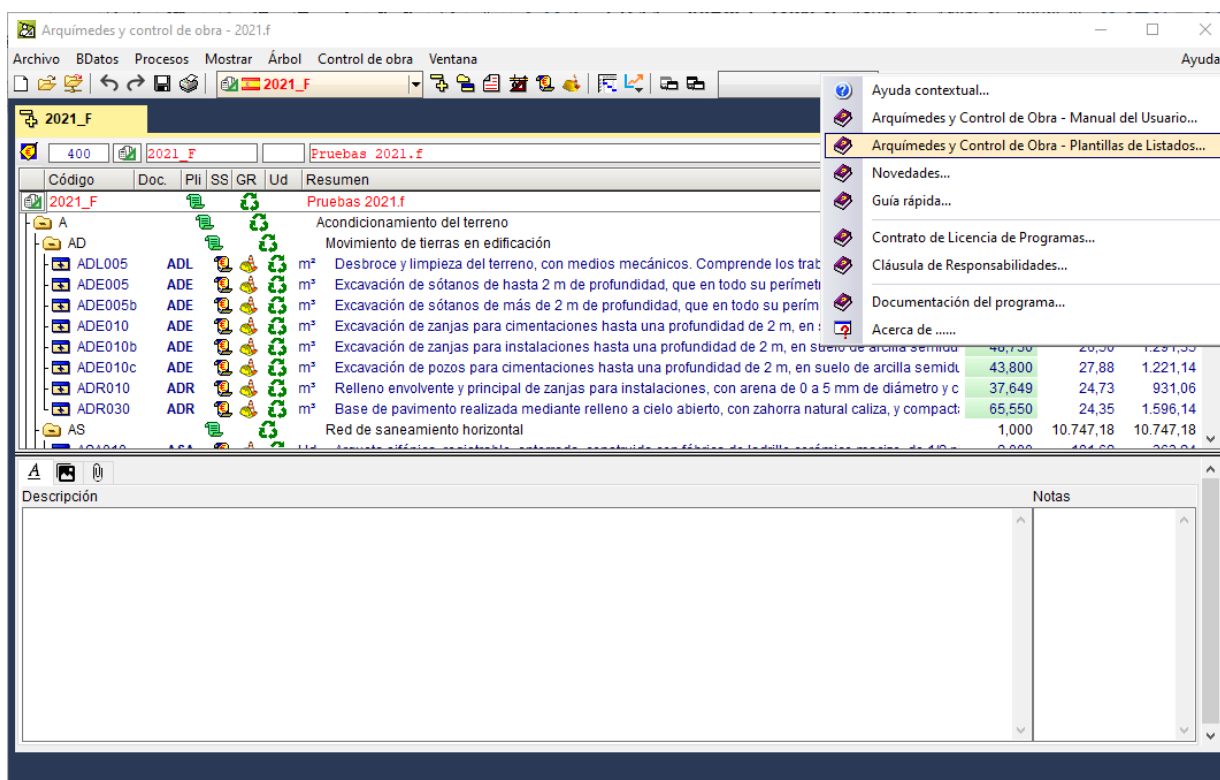 Arquímedes y control de obra - 2021.f
Archivo BDatos Procesos Mostrar Árbol Control de obra Ventana Ayuda
2021_F
Ayuda contextual...
Arquímedes y Control de Obra - Manual del Usuario...
Arquímedes y Control de Obra - Plantillas de Listados...
Novedades...
Guía rápida...
Contrato de Licencia de Programas...
Cláusula de Responsabilidades...
Documentación del programa...
Acerca de ......
2021_F
400 2021_F Pruebas 2021.f
Código Doc. Pli SS GR Ud Resumen
2021_F Pruebas 2021.f
A Acondicionamiento del terreno
AD Movimiento de tierras en edificación
ADL005 ADL m² Desbroce y limpieza del terreno, con medios mecánicos. Comprende los
ADE005 ADE m³ Excavación de sótanos de hasta 2 m de profundidad, que en todo su
ADE005b ADE m³ Excavación de sótanos de más de 2 m de profundidad, que en todo su
ADE010 ADE m³ Excavación de zanjas para cimentaciones hasta una profundidad de 2 m, en
ADE010b ADE m³ Excavación de zanjas para instalaciones hasta una profundidad de 2 m, en suelo de arcilla
ADE010c ADE m³ Excavación de pozos para cimentaciones hasta una profundidad de 2 m, en suelo de arcilla 43,800 27,88 1.221,14
ADR010 ADR m³ Relleno envolvente y principal de zanjas para instalaciones, con arena de 0 a 5 mm de diámetro y c 37,649 24,73 931,06
ADR030 ADR m³ Base de pavimento realizada mediante relleno a cielo abierto, con zahorra natural caliza, y 65,550 24,35 1.596,14
AS Red de saneamiento horizontal 1,000 10.747,18 10.747,18
A
Descripción Notas